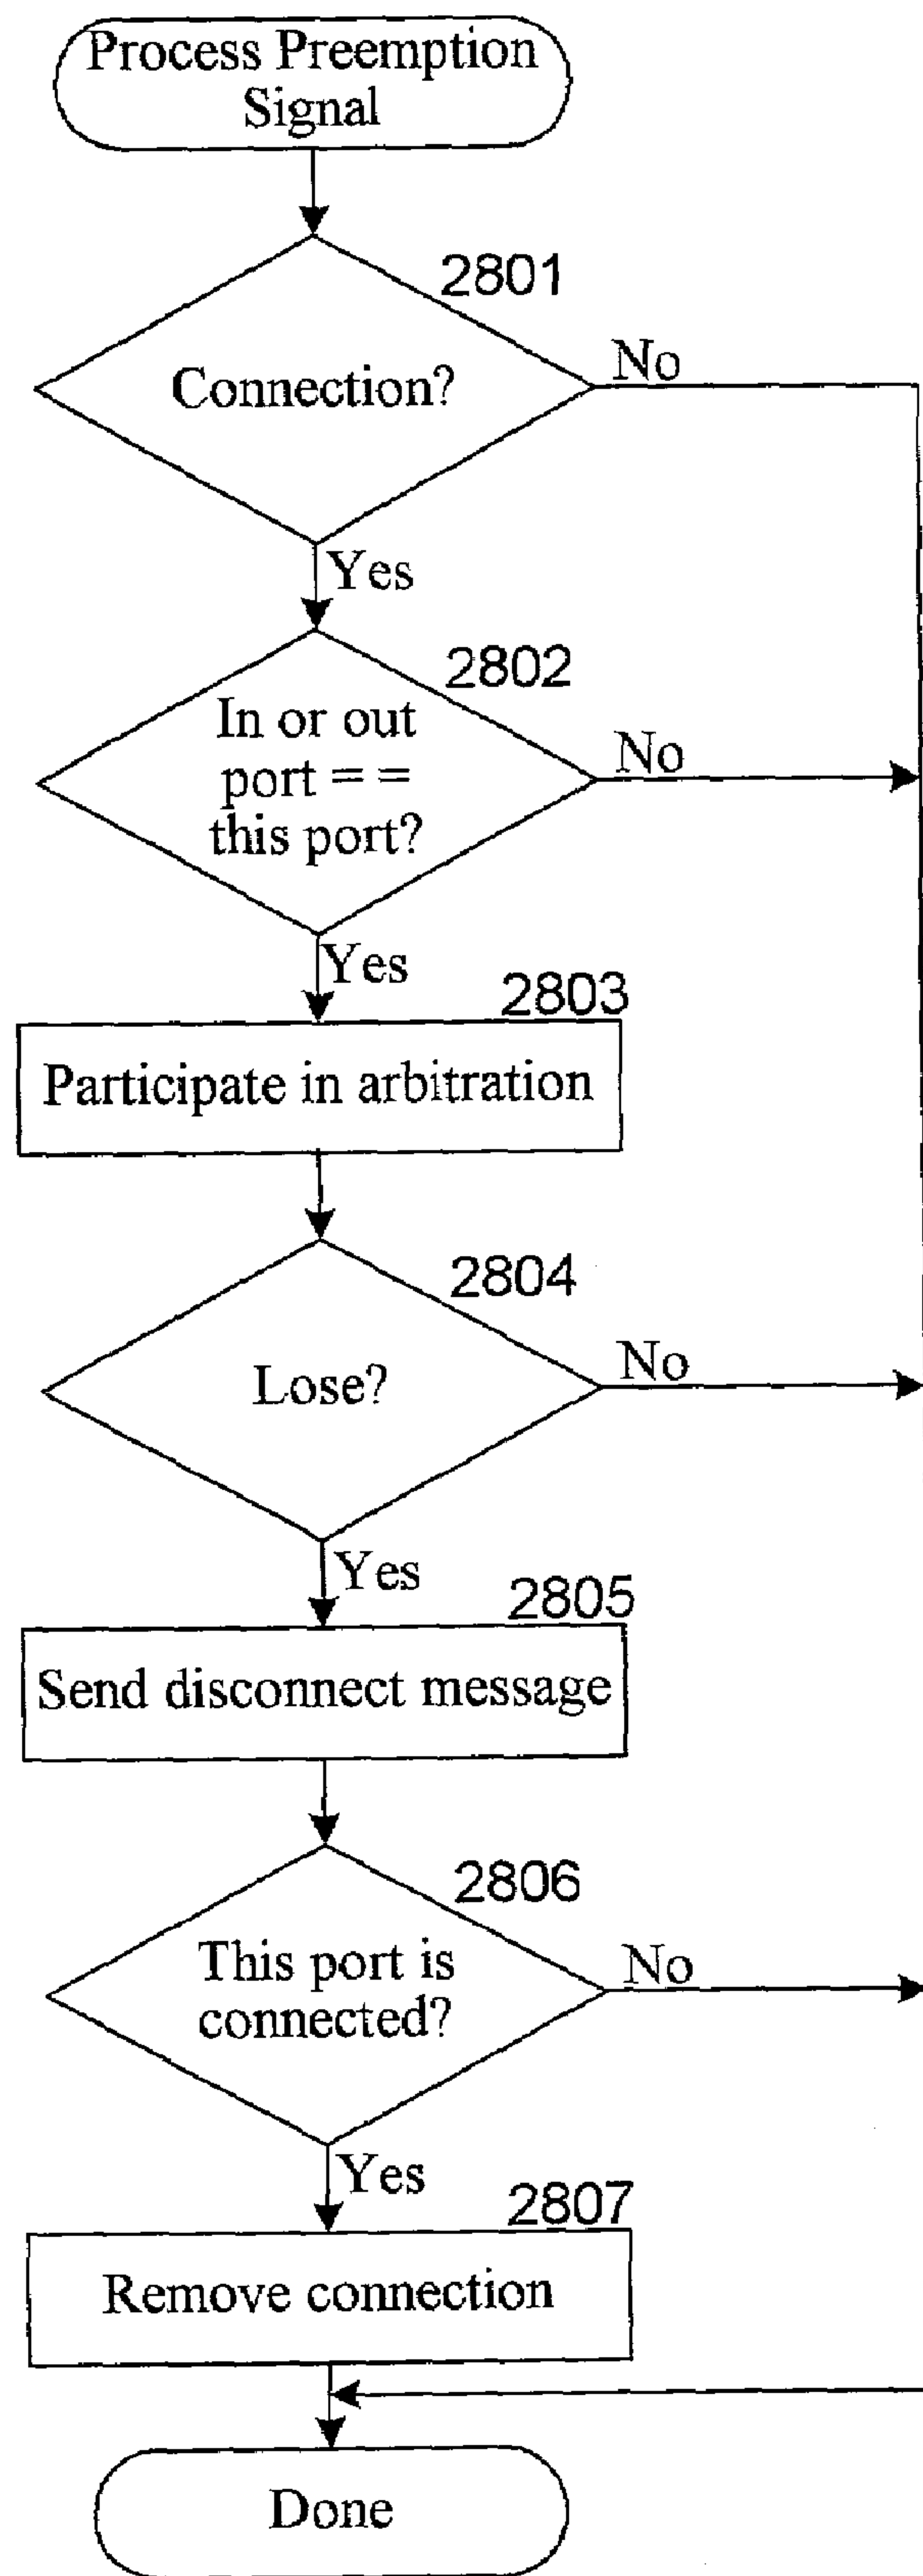 Process Preemption
Signal
2801
Connection?
No
Yes
2802
In or out
port = =
this port?
No
Yes
2803
Participate in arbitration
2804
Lose?
No
Yes
2805
Send disconnect message
2806
This port is
connected?
No
Yes
2807
Remove connection
Done